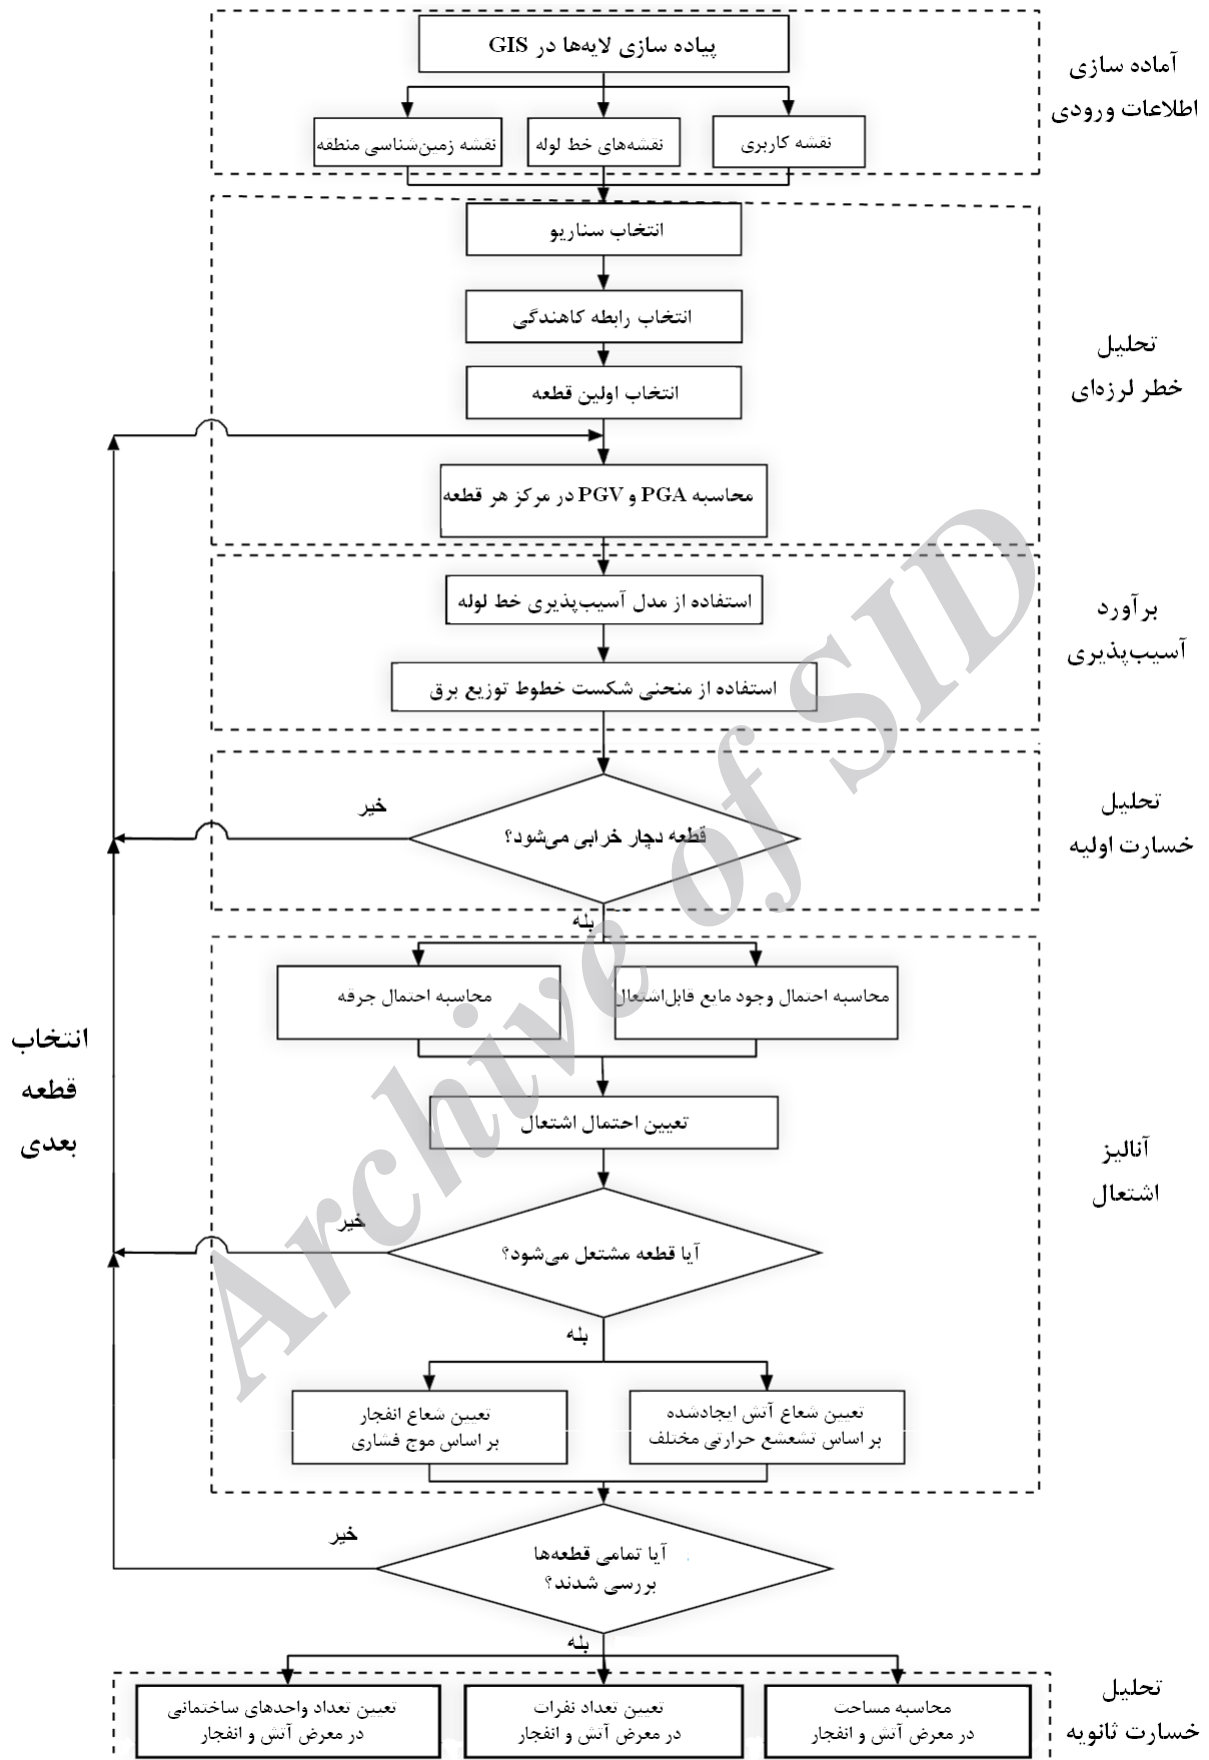 پیاده سازی لایه‌ها در GIS
آماده سازی
اطلاعات ورودی
نقشه کاربری
نقشه‌های خط لوله
نقشه زمین‌شناسی منطقه
انتخاب سناریو
انتخاب رابطه کاهندگی
تحلیل
خطر لرزه‌ای
انتخاب اولین قطعه
محاسبه PGA و PGV در مرکز هر قطعه
استفاده از مدل آسیب‌پذیری خط لوله
برآورد
آسیب‌پذیری
استفاده از منحنی شکست خطوط توزیع برق
تحلیل
خسارت اولیه
قطعه دچار خرابی می‌شود؟
خیر
بله
محاسبه احتمال وجود مایع قابل‌اشتعال
محاسبه احتمال جرقه
انتخاب
قطعه
بعدی
تعیین احتمال اشتعال
آنالیز
اشتعال
آیا قطعه مشتعل می‌شود؟
خیر
بله
تعیین شعاع آتش ایجادشده
بر اساس تشعشع حرارتی مختلف
تعیین شعاع انفجار
بر اساس موج فشاری
آیا تمامی قطعه‌ها
بررسی شدند؟
خیر
بله
تحلیل
خسارت ثانویه
محاسبه مساحت
در معرض آتش و انفجار
تعیین تعداد نفرات
در معرض آتش و انفجار
تعیین تعداد واحدهای ساختمانی
در معرض آتش و انفجار
Archive of SID